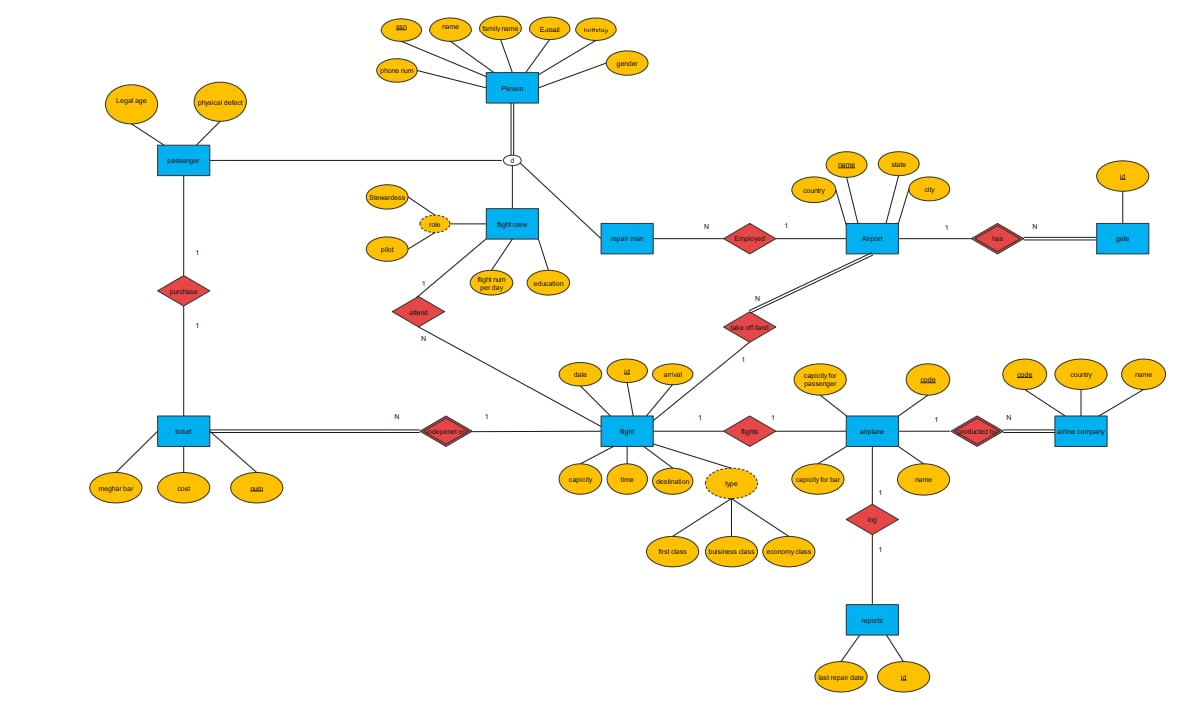 ssn
name
family name
E-mail
birthday
phone num
gender
Person
Legal age
physical defect
passenger
d
name
state
country
city
id
Stewardess
role
pilot
flight crew
repair man
N
Employed
1
Airport
1
has
N
gate
flight num
per day
education
1
purchase
1
1
attend
N
N
take off /land
1
date
id
arrival
capicity for
passenger
code
code
country
name
ticket
N
1
flight
1
flights
1
airplane
1
producted by
N
airline company
meghar bar
cost
num
capicity
time
destination
type
capicity for bar
name
first class
buisiness class
economy class
1
log
1
reports
last repair date
id